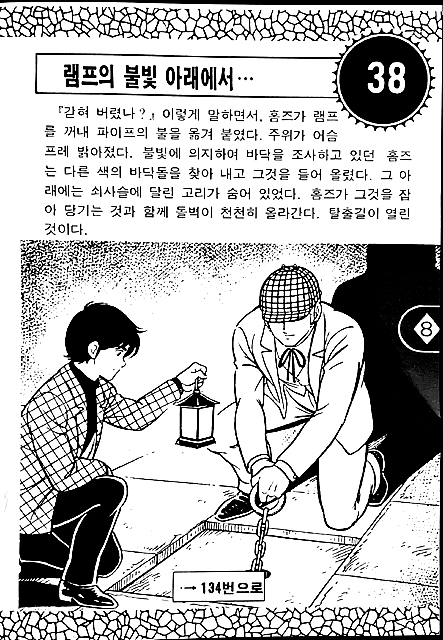 램프의 불빛 아래에서…
38
『갇혀 버렸나?』 이렇게 말하면서, 홈즈가 램프
를 꺼내 파이프의 불을 옮겨 붙였다. 주위가 어슴
프레 밝아졌다. 불빛에 의지하여 바닥을 조사하고 있던 홈즈
는 다른 색의 바닥돌을 찾아 내고 그것을 들어 올렸다. 그 아
래에는 쇠사슬에 달린 고리가 숨어 있었다. 홈즈가 그것을 잡
아 당기는 것과 함께 돌벽이 천천히 올라간다. 탈출길이 열린
것이다.
8
→ 134번으로